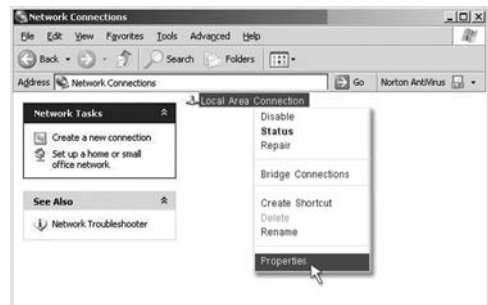 Network Connections
File Edit View Favorites Tools Advanced Help
Back Search Folders
Address Network Connections Go Norton AntiVirus
Network Tasks
Create a new connection
Set up a home or small
office network
See Also
Network Troubleshooter
Local Area Connection
Disable
Status
Repair
Bridge Connections
Create Shortcut
Delete
Rename
Properties